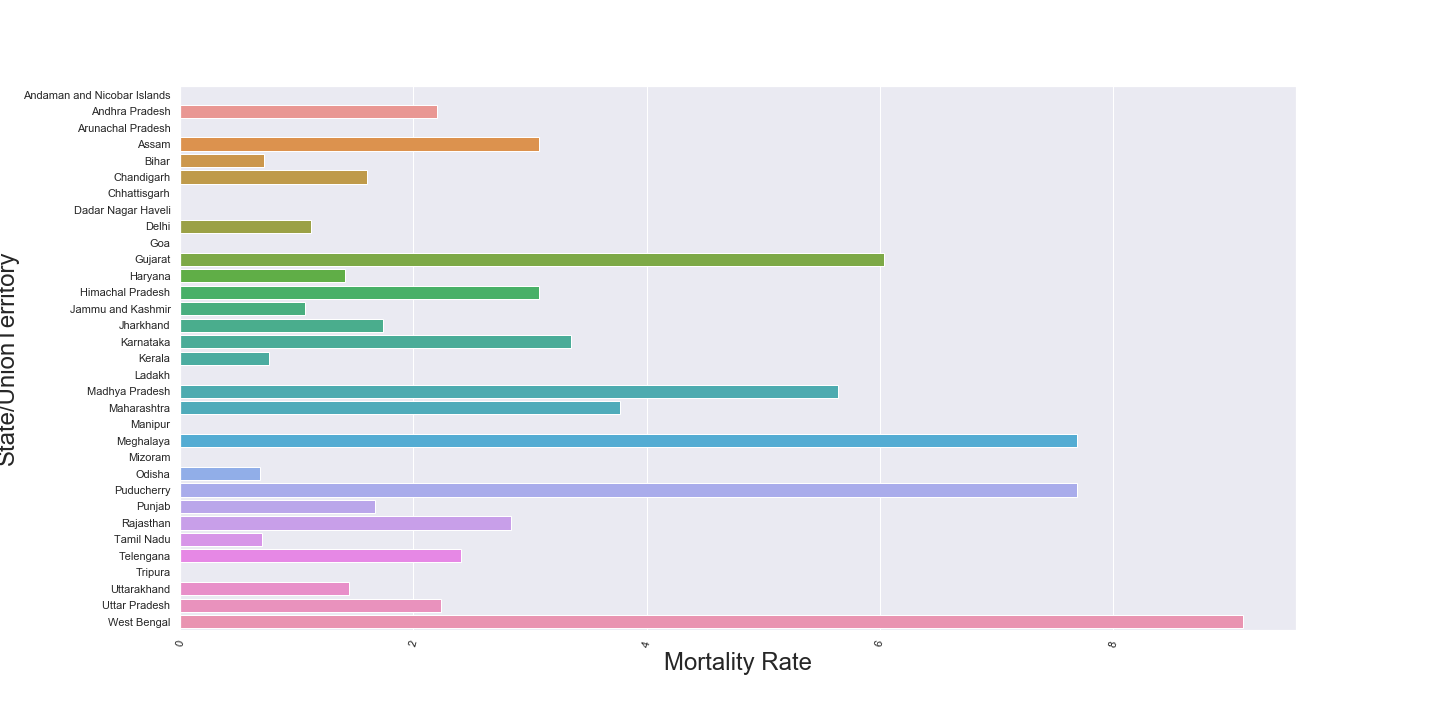 Andaman and Nicobar Islands
Andhra Pradesh
Arunachal Pradesh
Assam
Bihar
Chandigarh
Chhattisgarh
Dadar Nagar Haveli
Delhi
Goa
Gujarat
Haryana
Himachal Pradesh
Jammu and Kashmir
Jharkhand
Karnataka
Kerala
Ladakh
Madhya Pradesh
Maharashtra
Manipur
Meghalaya
Mizoram
Odisha
Puducherry
Punjab
Rajasthan
Tamil Nadu
Telengana
Tripura
Uttarakhand
Uttar Pradesh
West Bengal
State/UnionTerritory
0 2 4 6 8
Mortality Rate